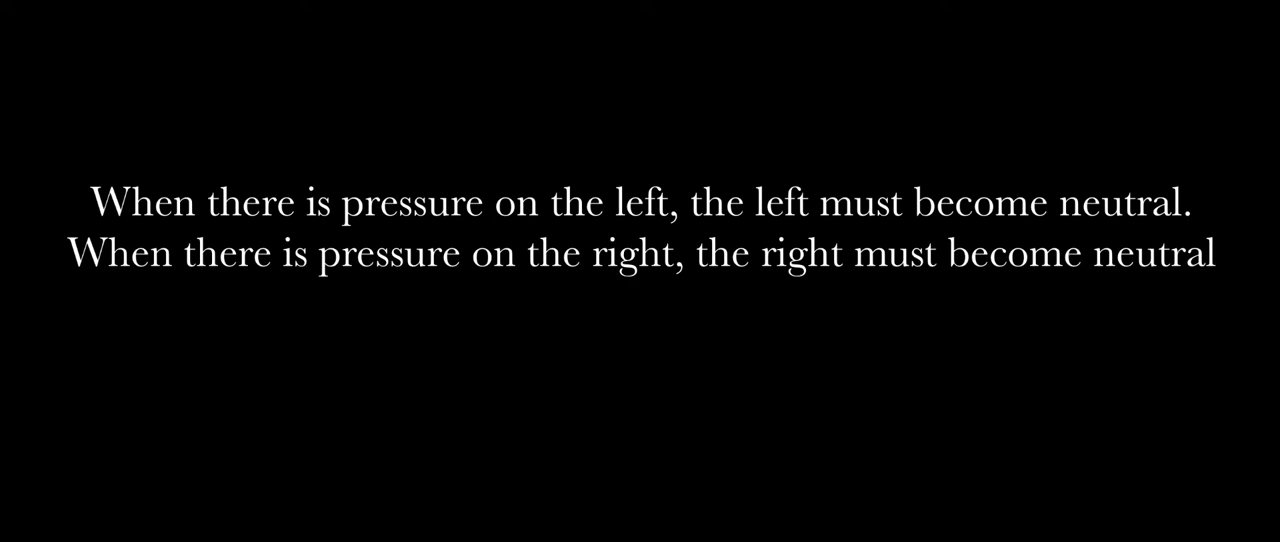 When there is pressure on the left, the left must become neutral.
When there is pressure on the right, the right must become neutral